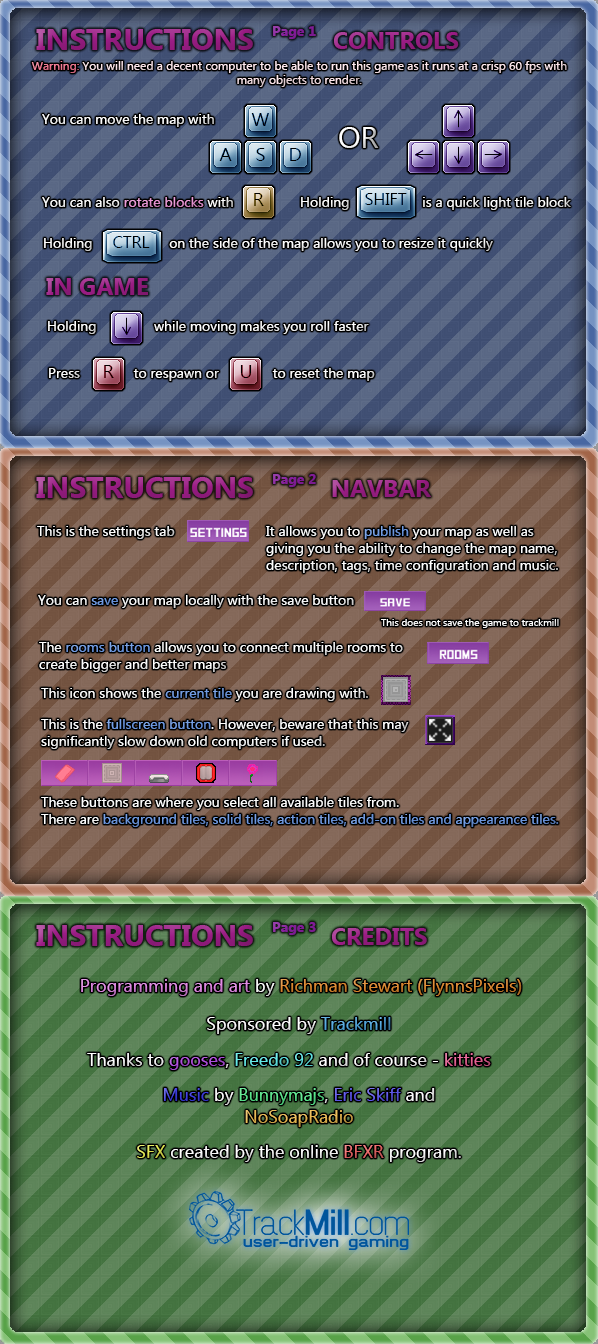 INSTRUCTIONS Page 1 CONTROLS
Warning: You will need a decent computer to be able to run this game as it runs at a crisp 60 fps with
many objects to render.
You can move the map with W A S D OR ↑ ← ↓ →
You can also rotate blocks with R Holding SHIFT is a quick light tile block
Holding CTRL on the side of the map allows you to resize it quickly
IN GAME
Holding ↓ while moving makes you roll faster
Press R to respawn or U to reset the map
INSTRUCTIONS Page 2 NAVBAR
This is the settings tab SETTINGS
It allows you to publish your map as well as
giving you the ability to change the map name,
description, tags, time configuration and music.
You can save your map locally with the save button SAVE
This does not save the game to trackmill
The rooms button allows you to connect multiple rooms to
create bigger and better maps
ROOMS
This icon shows the current tile you are drawing with.
This is the fullscreen button. However, beware that this may
significantly slow down old computers if used.
These buttons are where you select all available tiles from.
There are background tiles, solid tiles, action tiles, add-on tiles and appearance tiles.
INSTRUCTIONS Page 3 CREDITS
Programming and art by Richman Stewart (FlynnsPixels)
Sponsored by Trackmill
Thanks to gooses, Freedo 92 and of course - kitties
Music by Bunnymajs, Eric Skiff and
NoSoapRadio
SFX created by the online BFXR program.
TrackMill.com
user-driven gaming